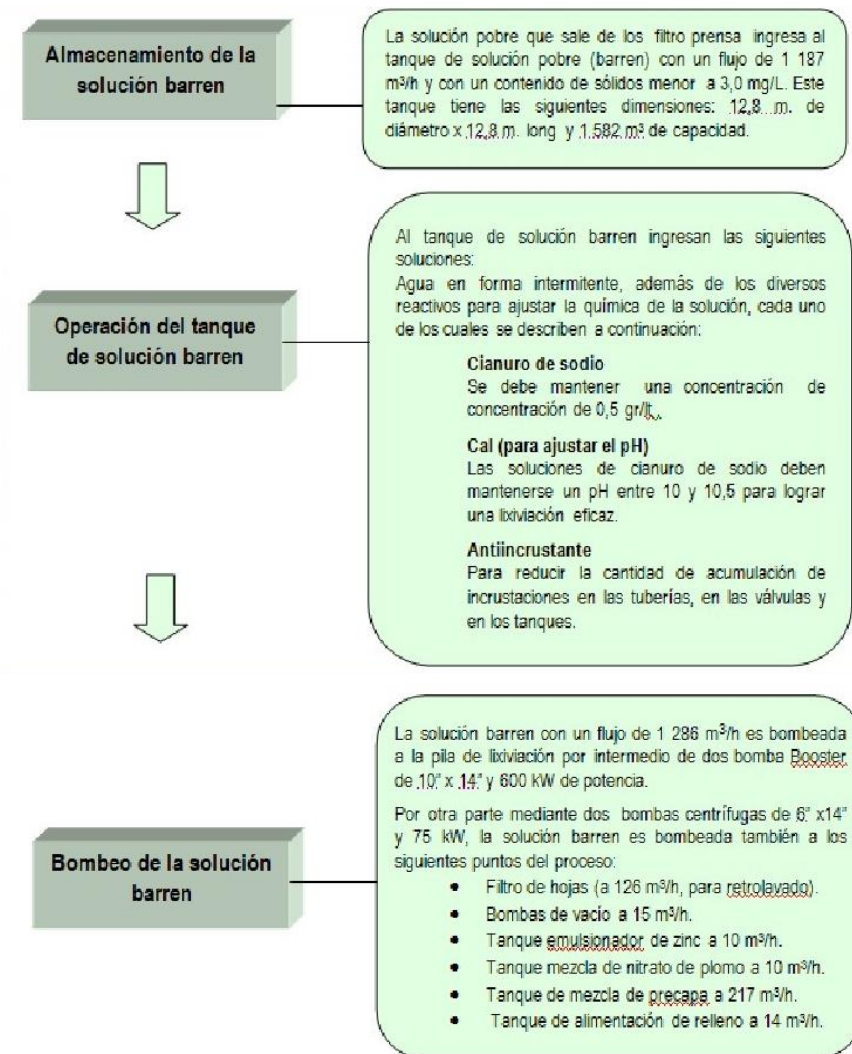 Almacenamiento de la
solución barren
La solución pobre que sale de los filtro prensa ingresa al
tanque de solución pobre (barren) con un flujo de 1 187
m³/h y con un contenido de sólidos menor a 3,0 mg/L. Este
tanque tiene las siguientes dimensiones: 12,8 m. de
diámetro x 12,8 m. long y 1.582 m³ de capacidad.
Operación del tanque
de solución barren
Al tanque de solución barren ingresan las siguientes
soluciones:
Agua en forma intermitente, además de los diversos
reactivos para ajustar la química de la solución, cada uno
de los cuales se describen a continuación:
Cianuro de sodio
Se debe mantener una concentración de
concentración de 0,5 gr/lt.
Cal (para ajustar el pH)
Las soluciones de cianuro de sodio deben
mantenerse un pH entre 10 y 10,5 para lograr
una lixiviación eficaz.
Antiincrustante
Para reducir la cantidad de acumulación de
incrustaciones en las tuberías, en las válvulas y
en los tanques.
Bombeo de la solución
barren
La solución barren con un flujo de 1 286 m³/h es bombeada
a la pila de lixiviación por intermedio de dos bomba Booster
de 10" x 14" y 600 kW de potencia.
Por otra parte mediante dos bombas centrífugas de 6" x14"
y 75 kW, la solución barren es bombeada también a los
siguientes puntos del proceso:
• Filtro de hojas (a 126 m³/h, para retrolavado).
• Bombas de vacío a 15 m³/h.
• Tanque emulsionador de zinc a 10 m³/h.
• Tanque mezcla de nitrato de plomo a 10 m³/h.
• Tanque de mezcla de precapa a 217 m³/h.
• Tanque de alimentación de relleno a 14 m³/h.